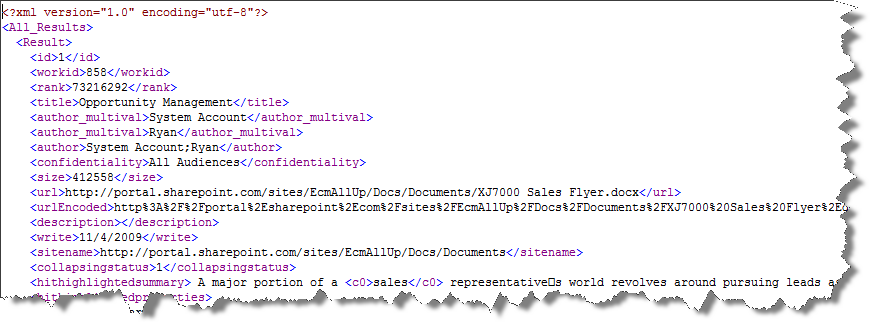 <?xml version="1.0" encoding="utf-8"?>
<All_Results>
<Result>
<id>1</id>
<workid>858</workid>
<rank>73216292</rank>
<title>Opportunity Management</title>
<author_multival>System Account</author_multival>
<author_multival>Ryan</author_multival>
<author>System Account;Ryan</author>
<confidentiality>All Audiences</confidentiality>
<size>412558</size>
<url>http://portal.sharepoint.com/sites/EcmAllUp/Docs/Documents/XJ7000 Sales Flyer.docx</url>
<urlEncoded>http%3A%2F%2Fportal%2Esharepoint%2Ecom%2Fsites%2FEcmAllUp%2FDocs%2FDocuments%2FXJ7000%20Sales%20Flyer%2E
<description></description>
<write>11/4/2009</write>
<sitename>http://portal.sharepoint.com/sites/EcmAllUp/Docs/Documents</sitename>
<collapsingstatus>1</collapsingstatus>
<hithighlightedsummary> A major portion of a <c0>sales</c0> representative□s world revolves around pursuing leads as